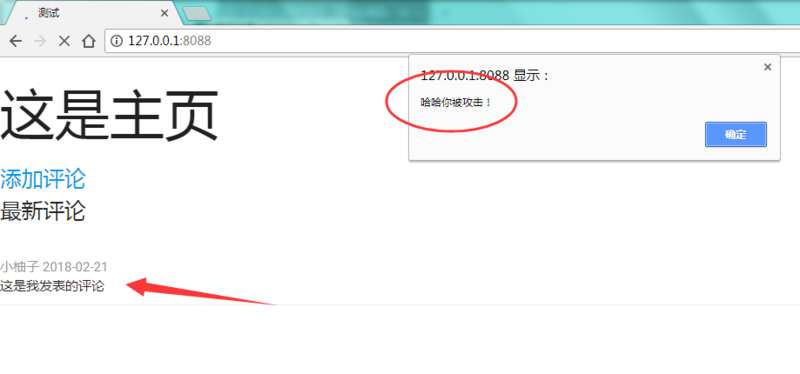 测试
127.0.0.1:8088
127.0.0.1:8088 显示：
哈哈你被攻击！
确定
这是主页
添加评论
最新评论
小柚子 2018-02-21
这是我发表的评论